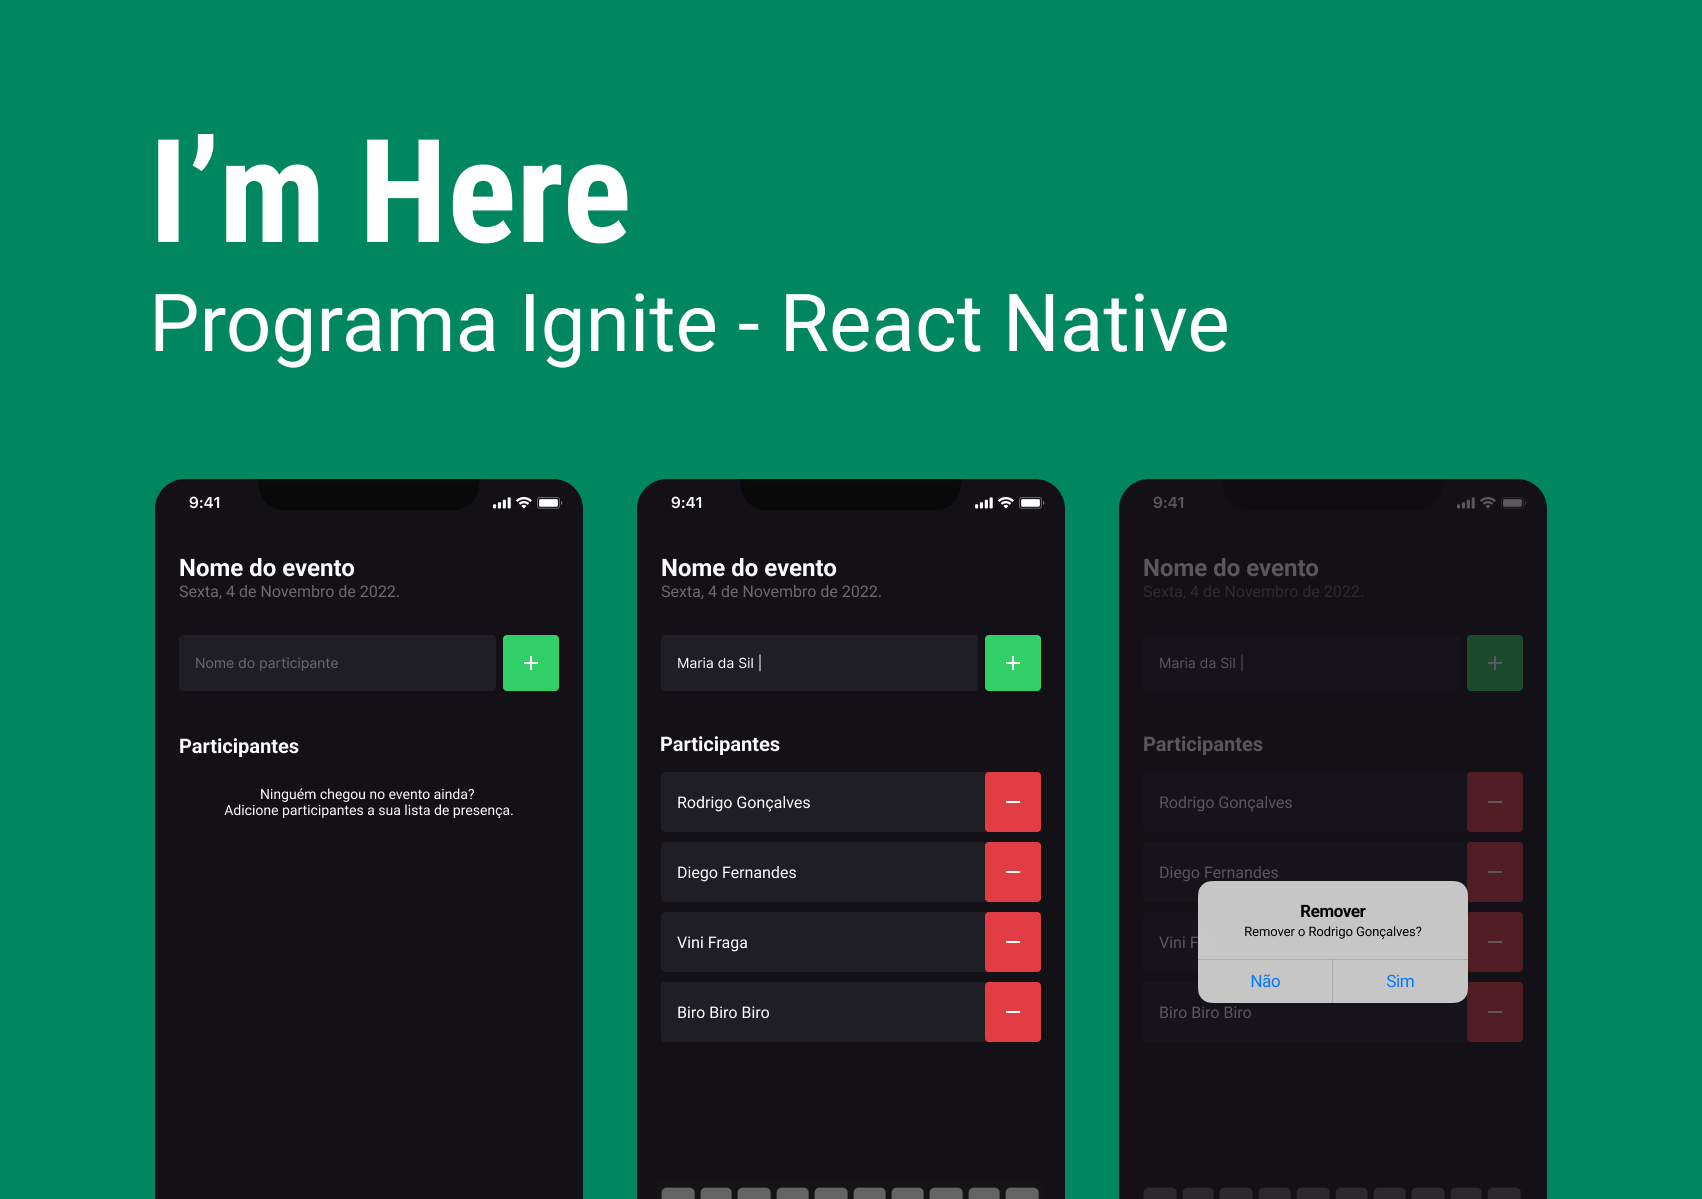 I’m Here
Programa Ignite - React Native
9:41
Nome do evento
Sexta, 4 de Novembro de 2022.
Nome do participante
+
Participantes
Ninguém chegou no evento ainda?
Adicione participantes a sua lista de presença.
9:41
Nome do evento
Sexta, 4 de Novembro de 2022.
Maria da Sil |
+
Participantes
Rodrigo Gonçalves
Diego Fernandes
Vini Fraga
Biro Biro Biro
9:41
Nome do evento
Sexta, 4 de Novembro de 2022.
Maria da Sil |
+
Participantes
Rodrigo Gonçalves
Diego Fernandes
Remover
Remover o Rodrigo Gonçalves?
Vini F
Não
Sim
Biro Biro Biro